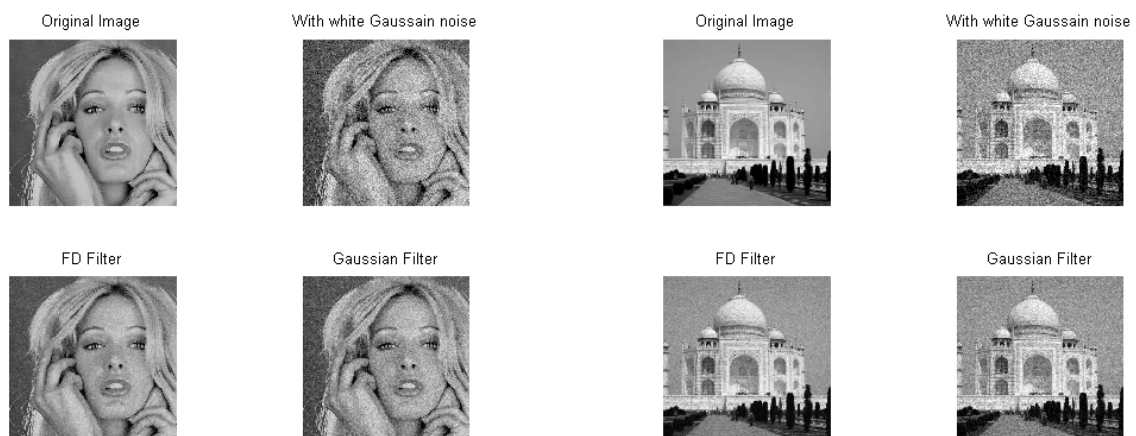 Original Image
With white Gaussain noise
Original Image
With white Gaussain noise
FD Filter
Gaussian Filter
FD Filter
Gaussian Filter